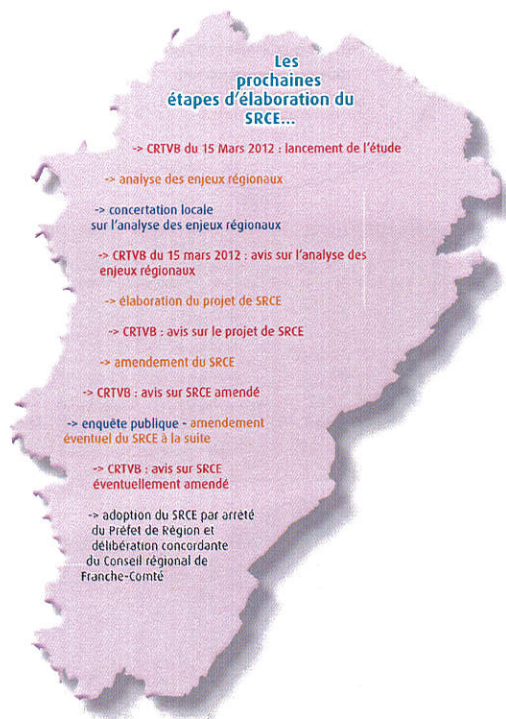 Les
prochaines
étapes d'élaboration du
SRCE...
-> CRTVB du 15 Mars 2012 : lancement de l'étude
-> analyse des enjeux régionaux
-> concertation locale
sur l'analyse des enjeux régionaux
-> CRTVB du 15 mars 2012 : avis sur l'analyse des
enjeux régionaux
-> élaboration du projet de SRCE
-> CRTVB : avis sur le projet de SRCE
-> amendement du SRCE
-> CRTVB : avis sur SRCE amendé
-> enquête publique - amendement
éventuel du SRCE à la suite
-> CRTVB : avis sur SRCE
éventuellement amendé
-> adoption du SRCE par arrêté
du Préfet de Région et
délibération concordante
du Conseil régional de
Franche-Comté